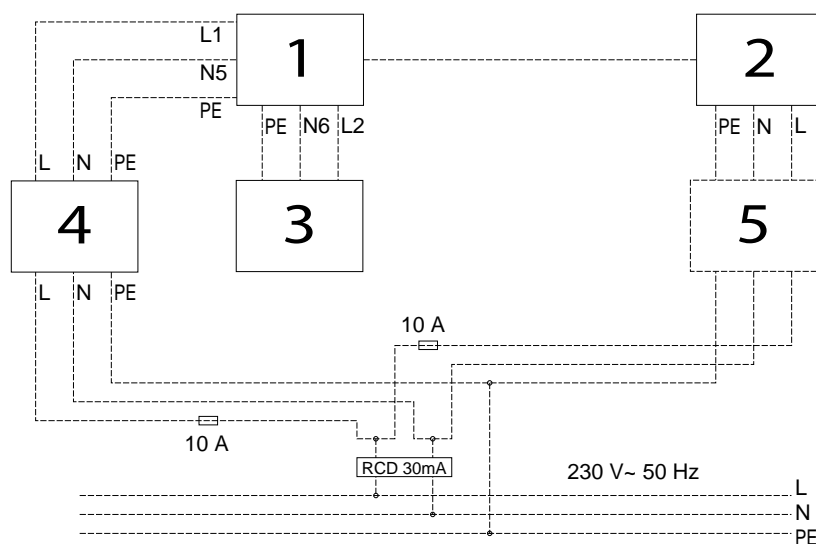 L1
1
2
N5
PE
PE N6 L2
PE N L
L N PE
4
3
5
L N PE
10 A
10 A
RCD 30mA
230 V~ 50 Hz
L
N
PE